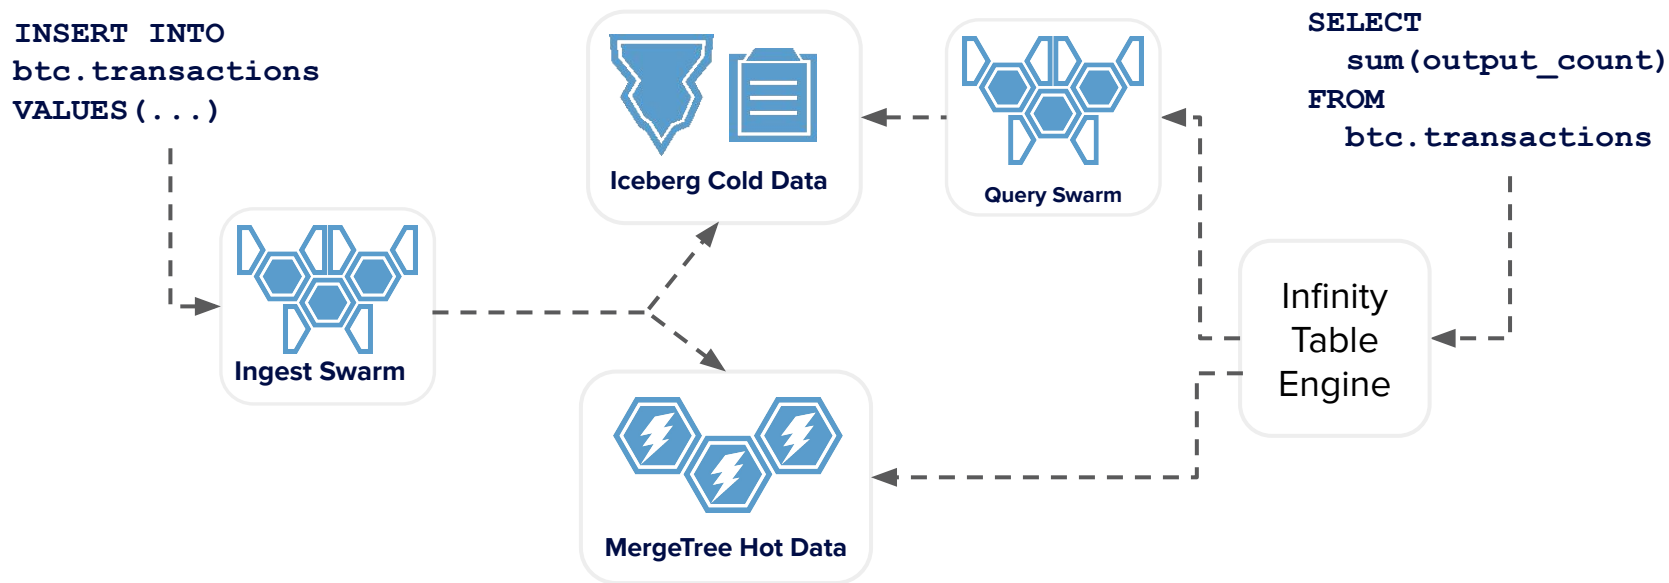 INSERT INTO
btc.transactions
VALUES(...)
SELECT
sum(output_count)
FROM
btc.transactions
Iceberg Cold Data
Query Swarm
Ingest Swarm
Infinity
Table
Engine
MergeTree Hot Data